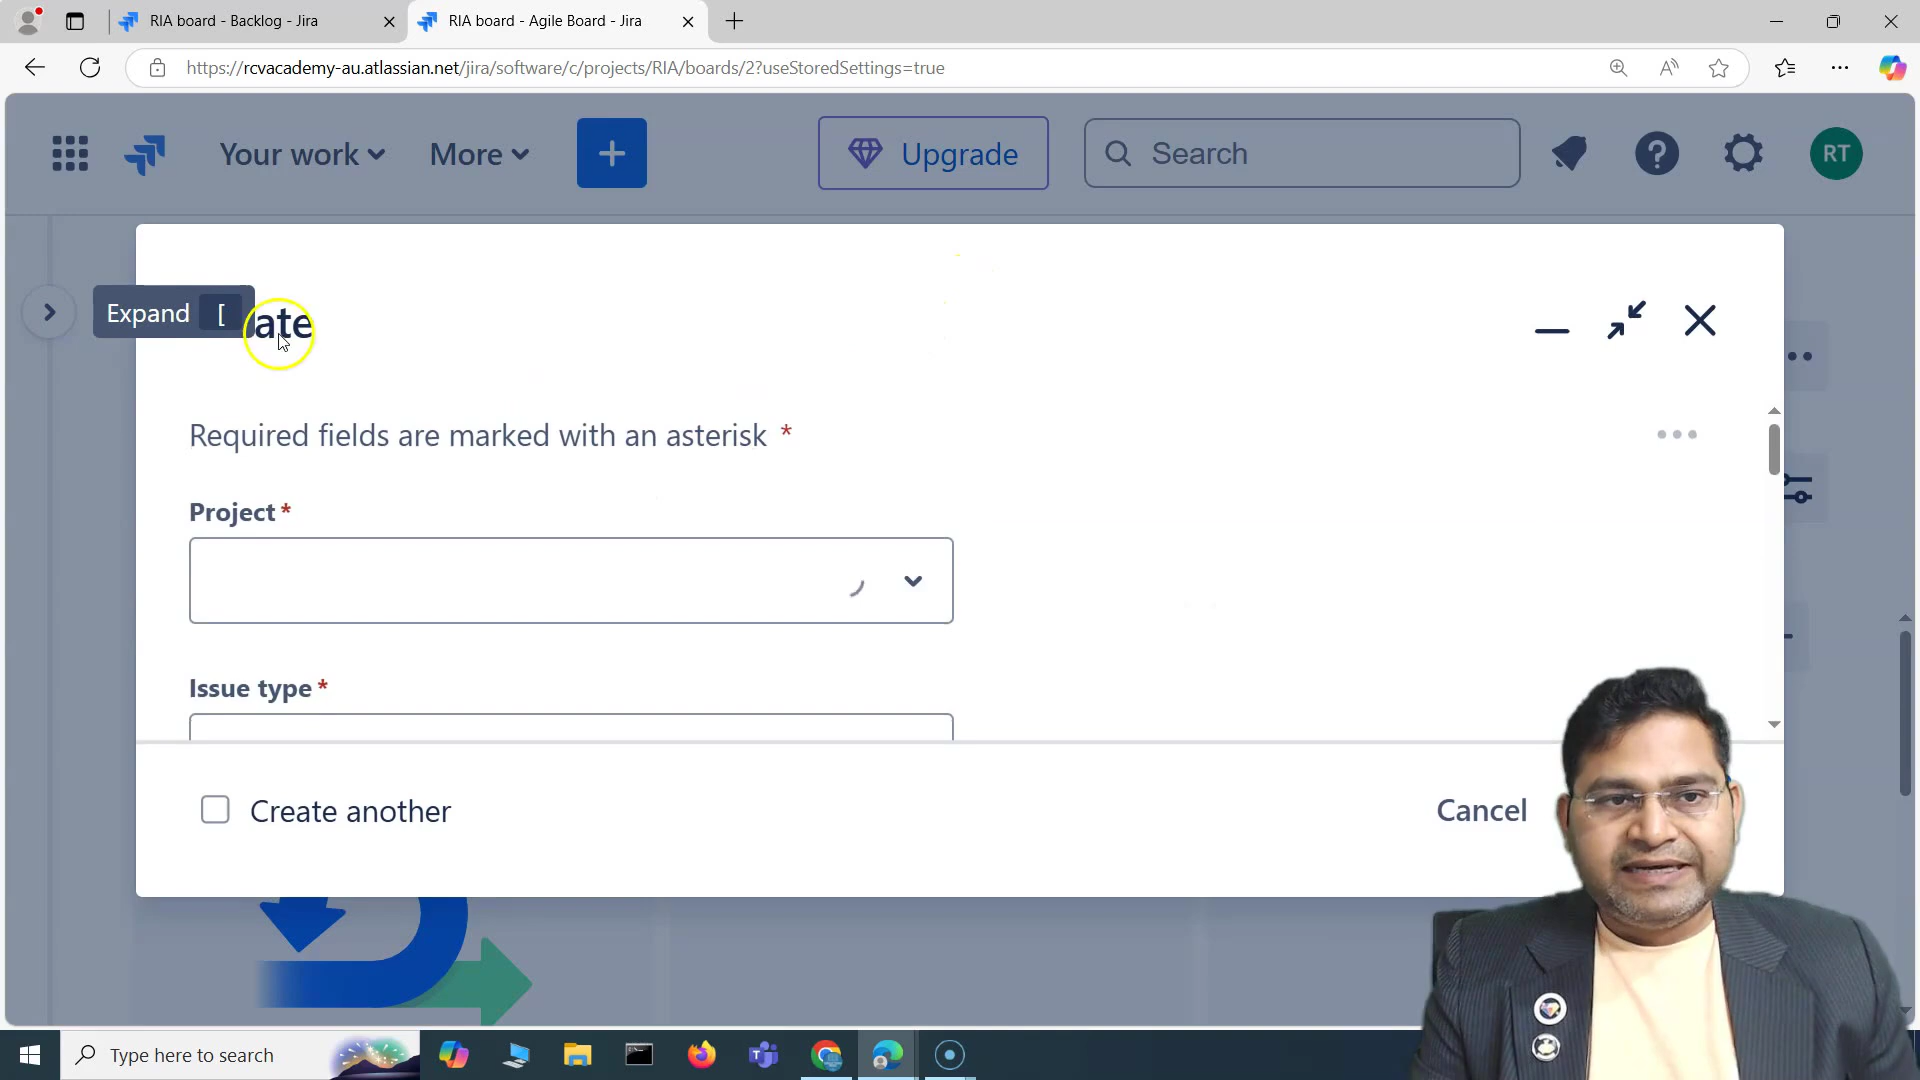 RIA board - Backlog - Jira
RIA board - Agile Board - Jira
https://rcvacademy-au.atlassian.net/jira/software/c/projects/RIA/boards/2?useStoredSettings=true
Your work
More
Upgrade
Search
RT
Expand [
ate
Required fields are marked with an asterisk *
Project *
Issue type *
Create another
Cancel
Type here to search